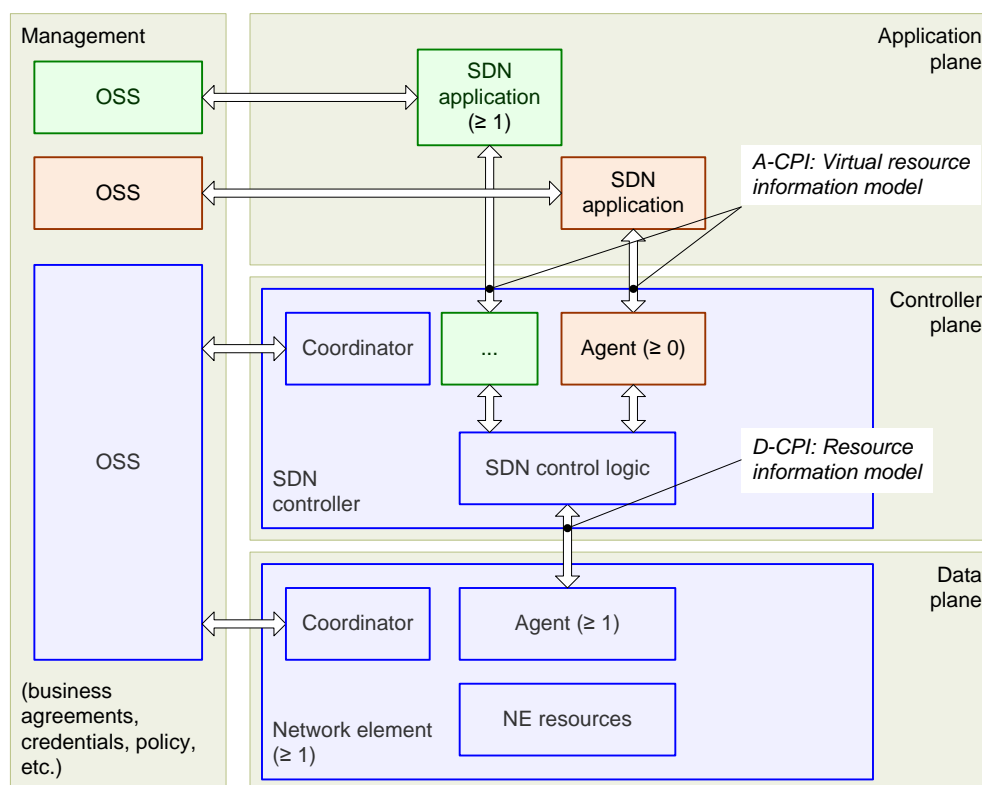 Management
OSS
OSS
OSS
(business
agreements,
credentials, policy,
etc.)
Application
plane
SDN
application
(≥ 1)
SDN
application
A-CPI: Virtual resource
information model
Controller
plane
Coordinator
...
Agent (≥ 0)
SDN control logic
SDN
controller
D-CPI: Resource
information model
Data
plane
Coordinator
Agent (≥ 1)
NE resources
Network element
(≥ 1)